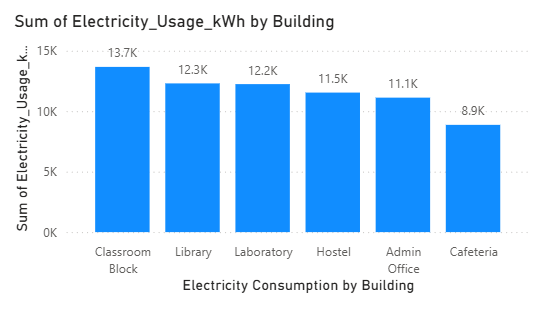 Sum of Electricity_Usage_kWh by Building
Sum of Electricity_Usage_k...
15K
10K
5K
0K
13.7K
12.3K
12.2K
11.5K
11.1K
8.9K
Classroom
Block
Library
Laboratory
Hostel
Admin
Office
Cafeteria
Electricity Consumption by Building